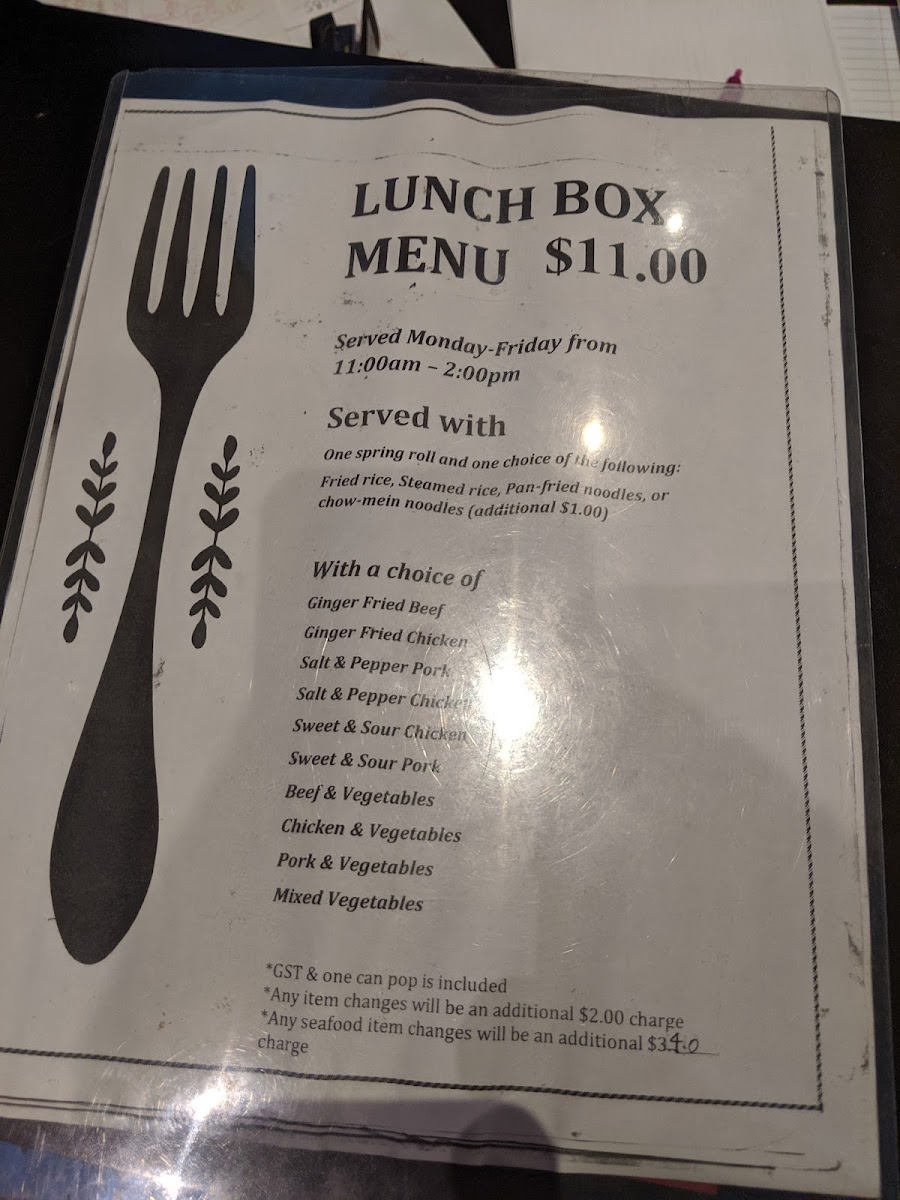 LUNCH BOX
MENU $11.00
Served Monday-Friday from
11:00am – 2:00pm
Served with
One spring roll and one choice of the following:
Fried rice, Steamed rice, Pan-fried noodles, or
chow-mein noodles (additional $1.00)
With a choice of
Ginger Fried Beef
Ginger Fried Chicken
Salt & Pepper Pork
Salt & Pepper Chicken
Sweet & Sour Chicken
Sweet & Sour Pork
Beef & Vegetables
Chicken & Vegetables
Pork & Vegetables
Mixed Vegetables
*GST & one can pop is included
*Any item changes will be an additional $2.00 charge
*Any seafood item changes will be an additional
charge